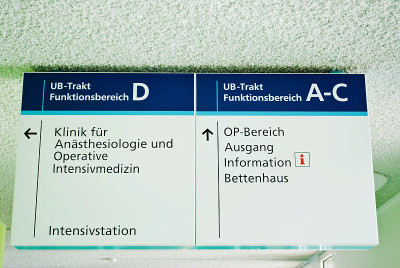 UB-Trakt
Funktionsbereich D
Klinik für
Anästhesiologie und
Operative
Intensivmedizin
Intensivstation
UB-Trakt
Funktionsbereich A-C
OP-Bereich
Ausgang
Information i
Bettenhaus